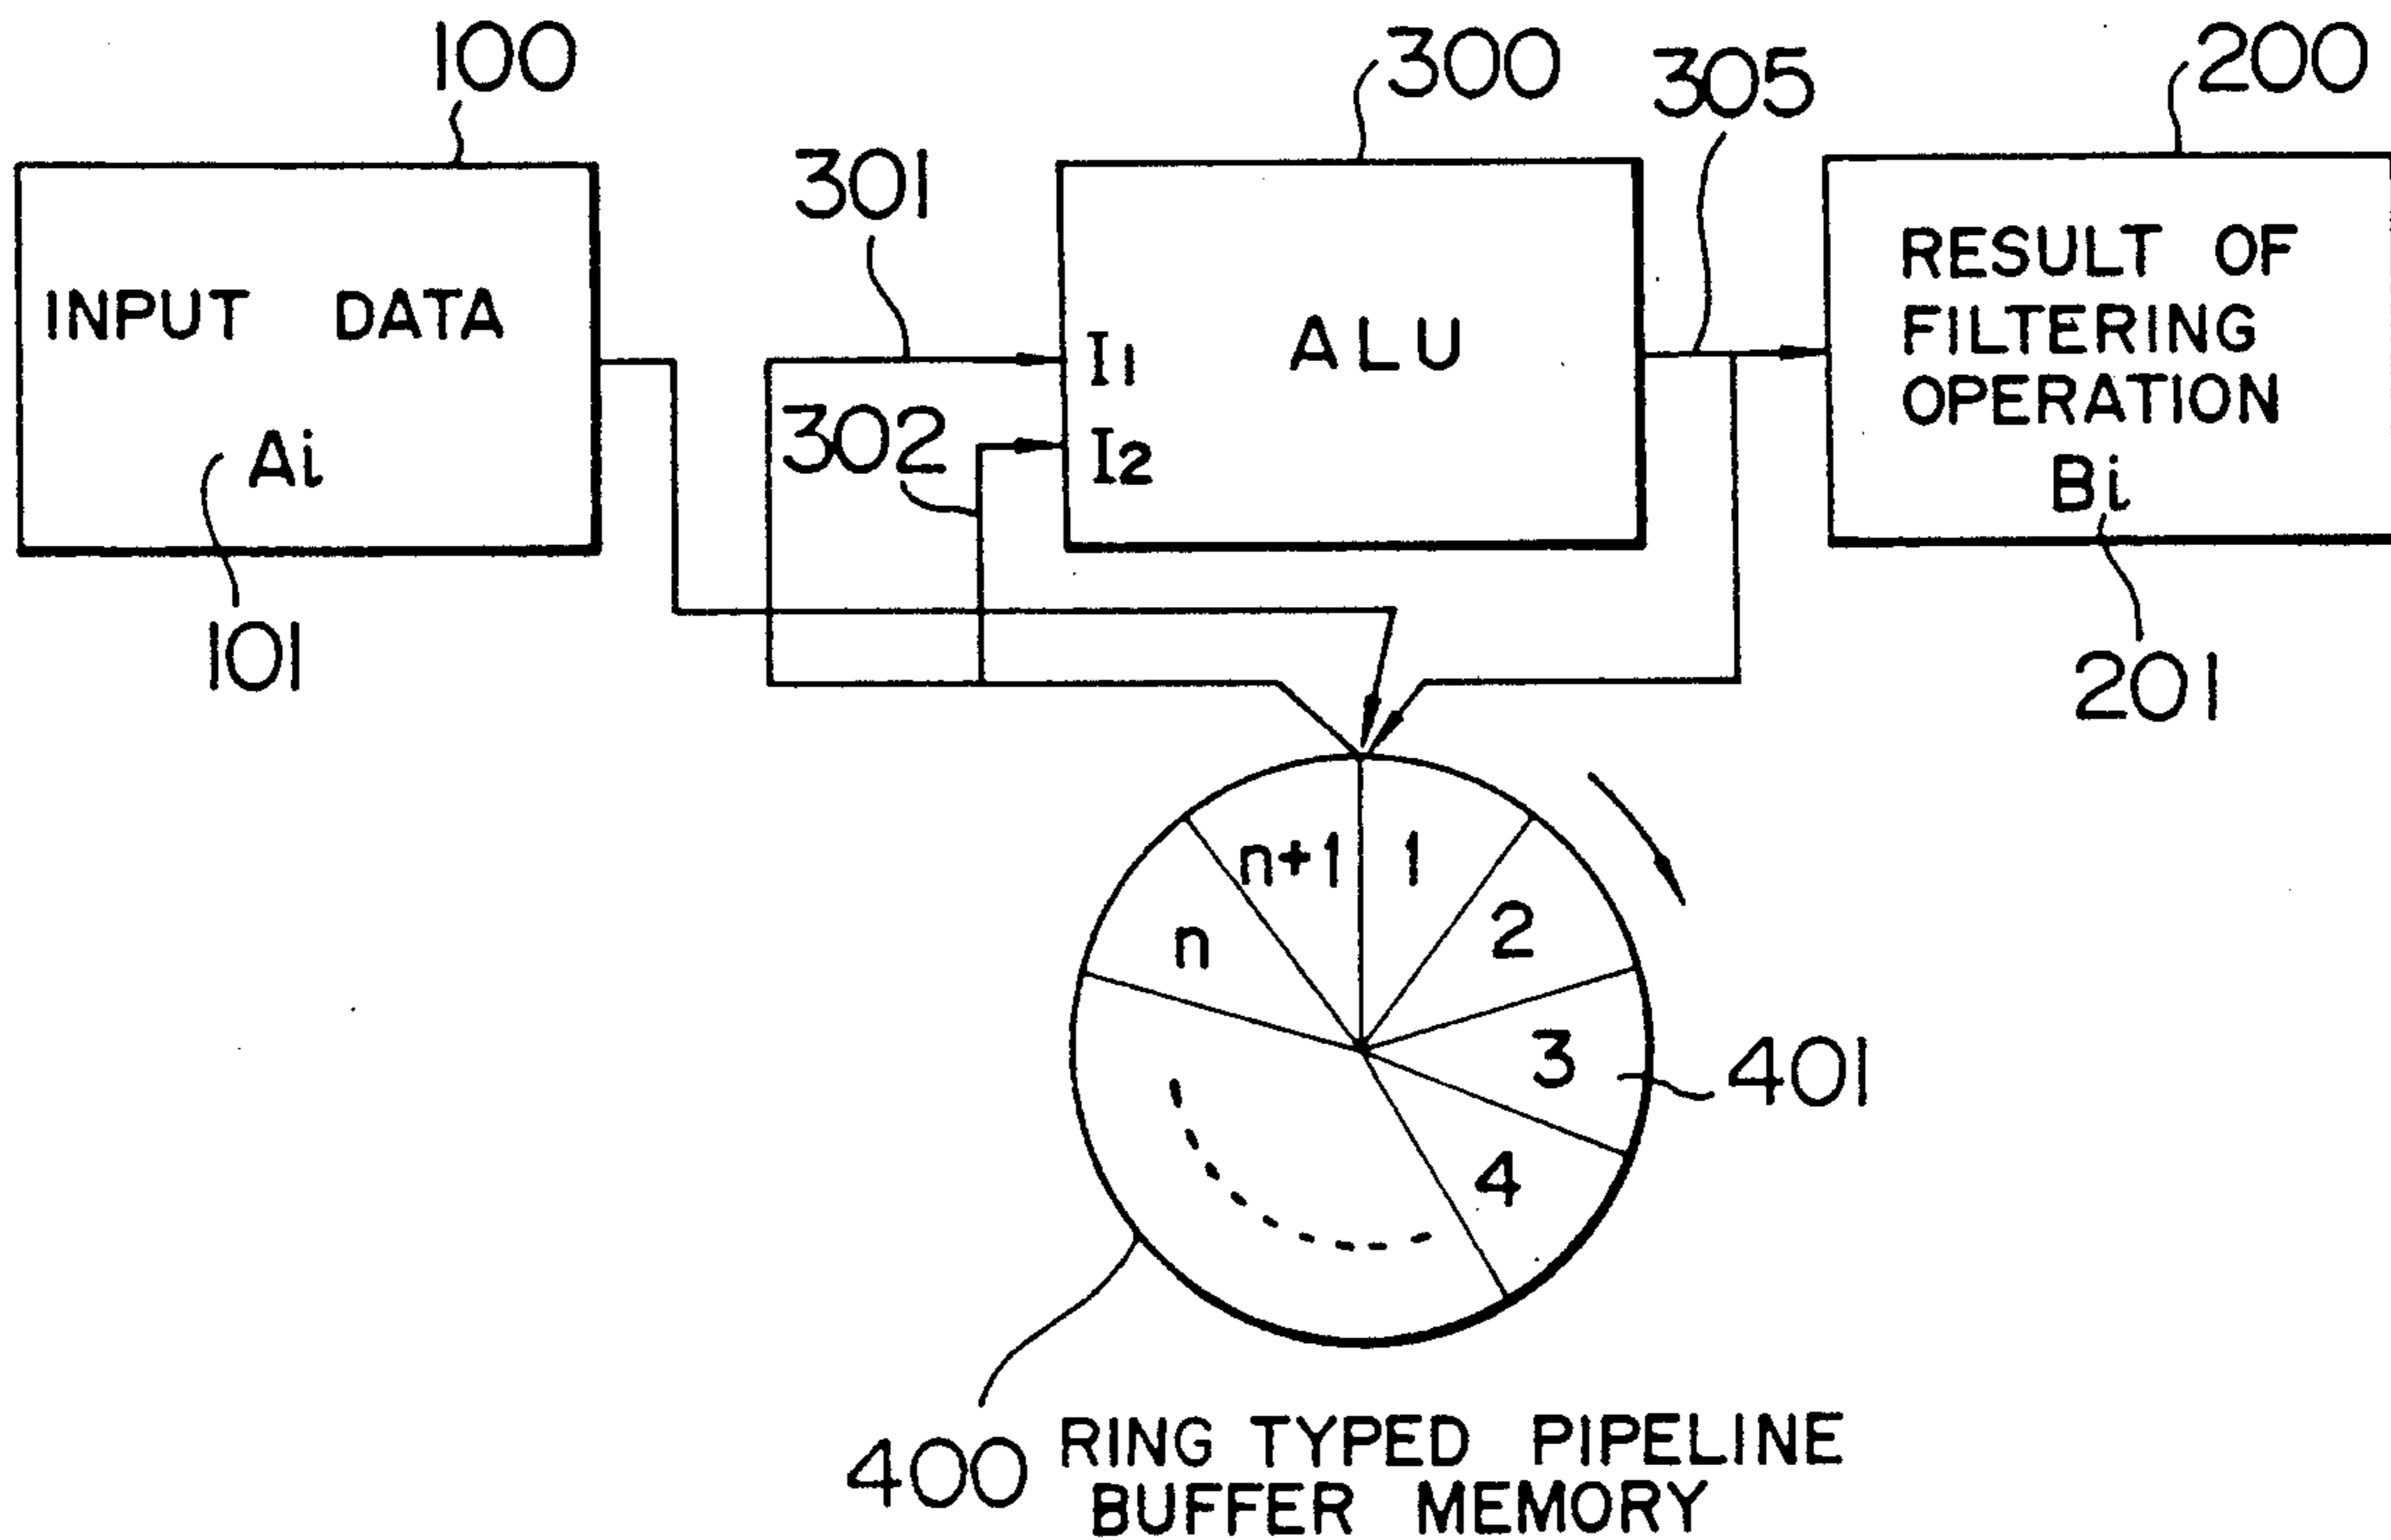 100
300
305
200
301
INPUT DATA
Ai
101
I1
302
I2
ALU
RESULT OF
FILTERING
OPERATION
Bi
201
n+1
1
n
2
3
401
4
400
RING TYPED PIPELINE
BUFFER MEMORY